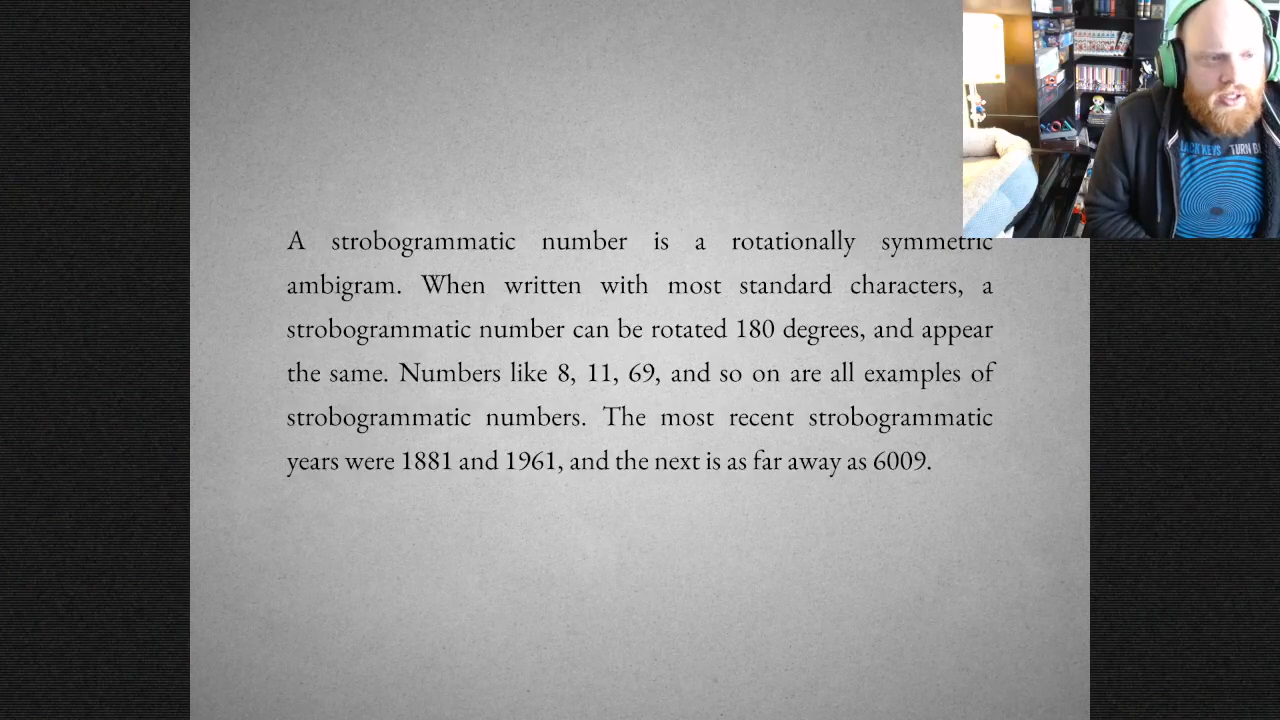 A strobogrammatic number is a rotationally symmetric
ambigram. When written with most standard characters, a
strobogrammatic number can be rotated 180 degrees, and appear
the same. Numbers like 8, 11, 69, and so on are all examples of
strobogrammatic numbers. The most recent strobogrammatic
years were 1881 and 1961, and the next is as far away as 6009.
KEYS TURN